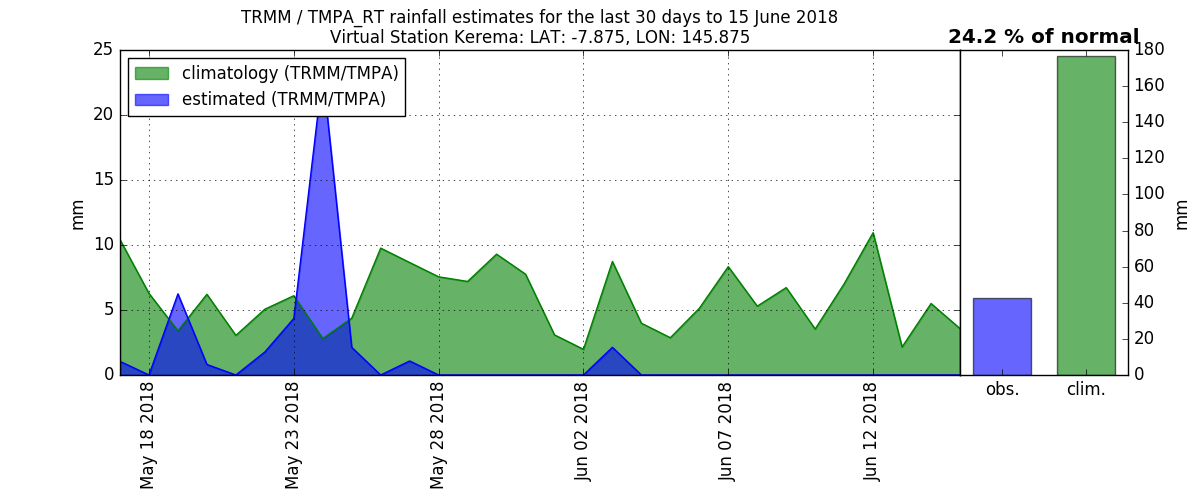 TRMM / TMPA_RT rainfall estimates for the last 30 days to 15 June 2018
Virtual Station Kerema: LAT: -7.875, LON: 145.875
24.2 % of normal
climatology (TRMM/TMPA)
estimated (TRMM/TMPA)
25
20
15
10
5
0
mm
May 18 2018
May 23 2018
May 28 2018
Jun 02 2018
Jun 07 2018
Jun 12 2018
180
160
140
120
100
80
60
40
20
0
mm
obs.
clim.